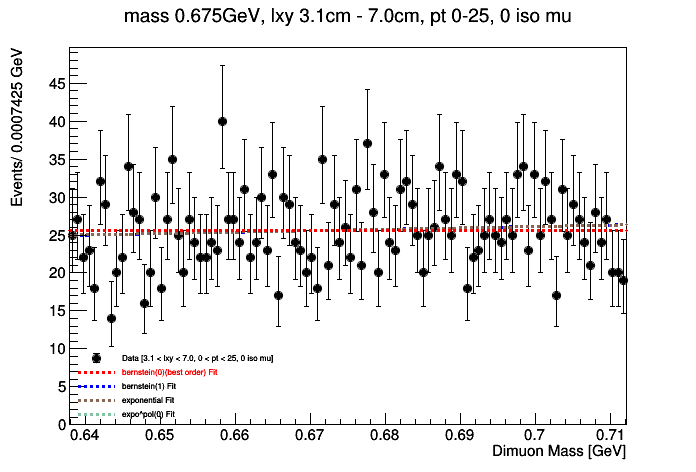 mass 0.675GeV, lxy 3.1cm - 7.0cm, pt 0-25, 0 iso mu
Events/ 0.0007425 GeV
45
40
35
30
25
20
15
10
5
0
Data [3.1 < lxy < 7.0, 0 < pt < 25, 0 iso mu]
bernstein(0)(best order) Fit
bernstein(1) Fit
exponential Fit
expo*pol(0) Fit
0.64 0.65 0.66 0.67 0.68 0.69 0.7 0.71
Dimuon Mass [GeV]